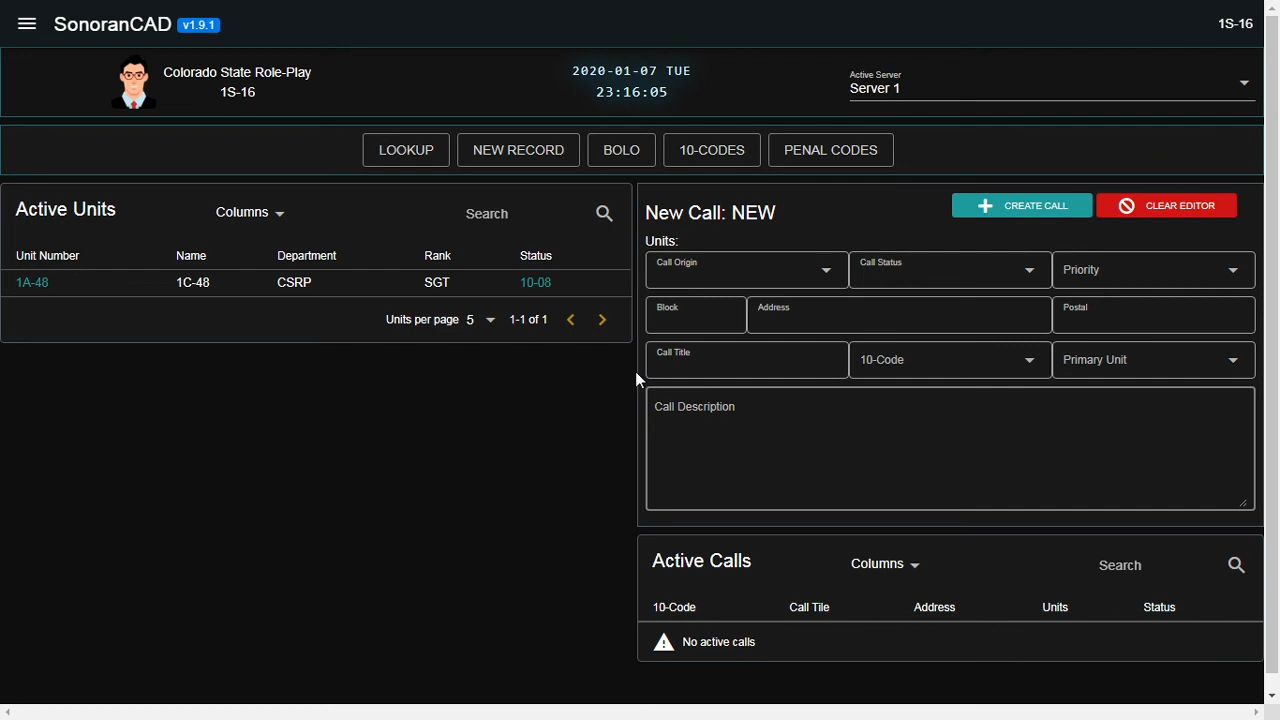 SonoranCAD v1.9.1
1S-16
Colorado State Role-Play
1S-16
2020-01-07 TUE
23:16:05
Active Server
Server 1
LOOKUP NEW RECORD BOLO 10-CODES PENAL CODES
Active Units Columns Search
Unit Number Name Department Rank Status
1A-48 1C-48 CSRP SGT 10-08
Units per page 5 1-1 of 1
New Call: NEW CREATE CALL CLEAR EDITOR
Units:
Call Origin Call Status Priority
Block Address Postal
Call Title 10-Code Primary Unit
Call Description
Active Calls Columns Search
10-Code Call Tile Address Units Status
No active calls